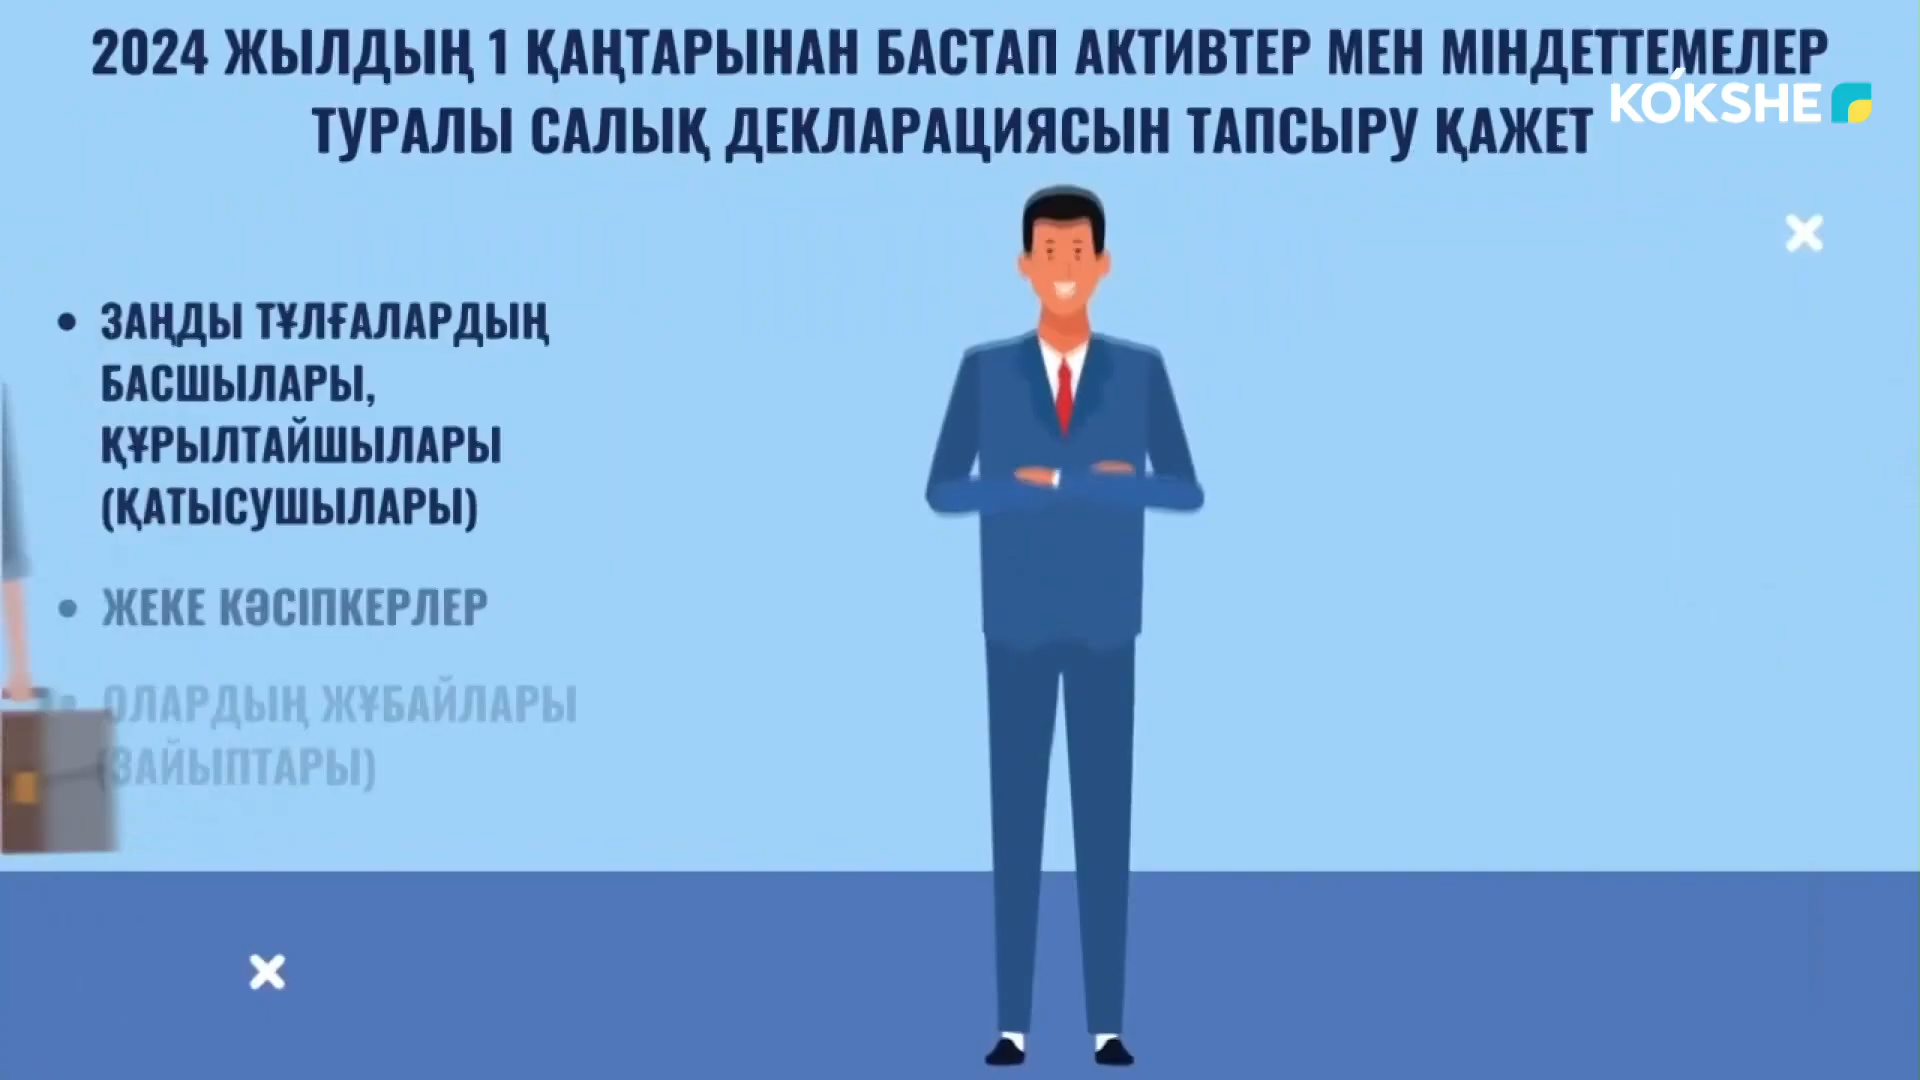 2024 ЖЫЛДЫҢ 1 ҚАҢТАРЫНАН БАСТАП АКТИВТЕР МЕН МІНДЕТТЕМЕЛЕР
ТУРАЛЫ САЛЫҚ ДЕКЛАРАЦИЯСЫН ТАПСЫРУ ҚАЖЕТ
KÓKSHE
• ЗАҢДЫ ТҰЛҒАЛАРДЫҢ
БАСШЫЛАРЫ,
ҚҰРЫЛТАЙШЫЛАРЫ
(ҚАТЫСУШЫЛАРЫ)
• ЖЕКЕ КӘСІПКЕРЛЕР
• ОЛАРДЫҢ ЖҰБАЙЛАРЫ
(ЗАЙЫПТАРЫ)